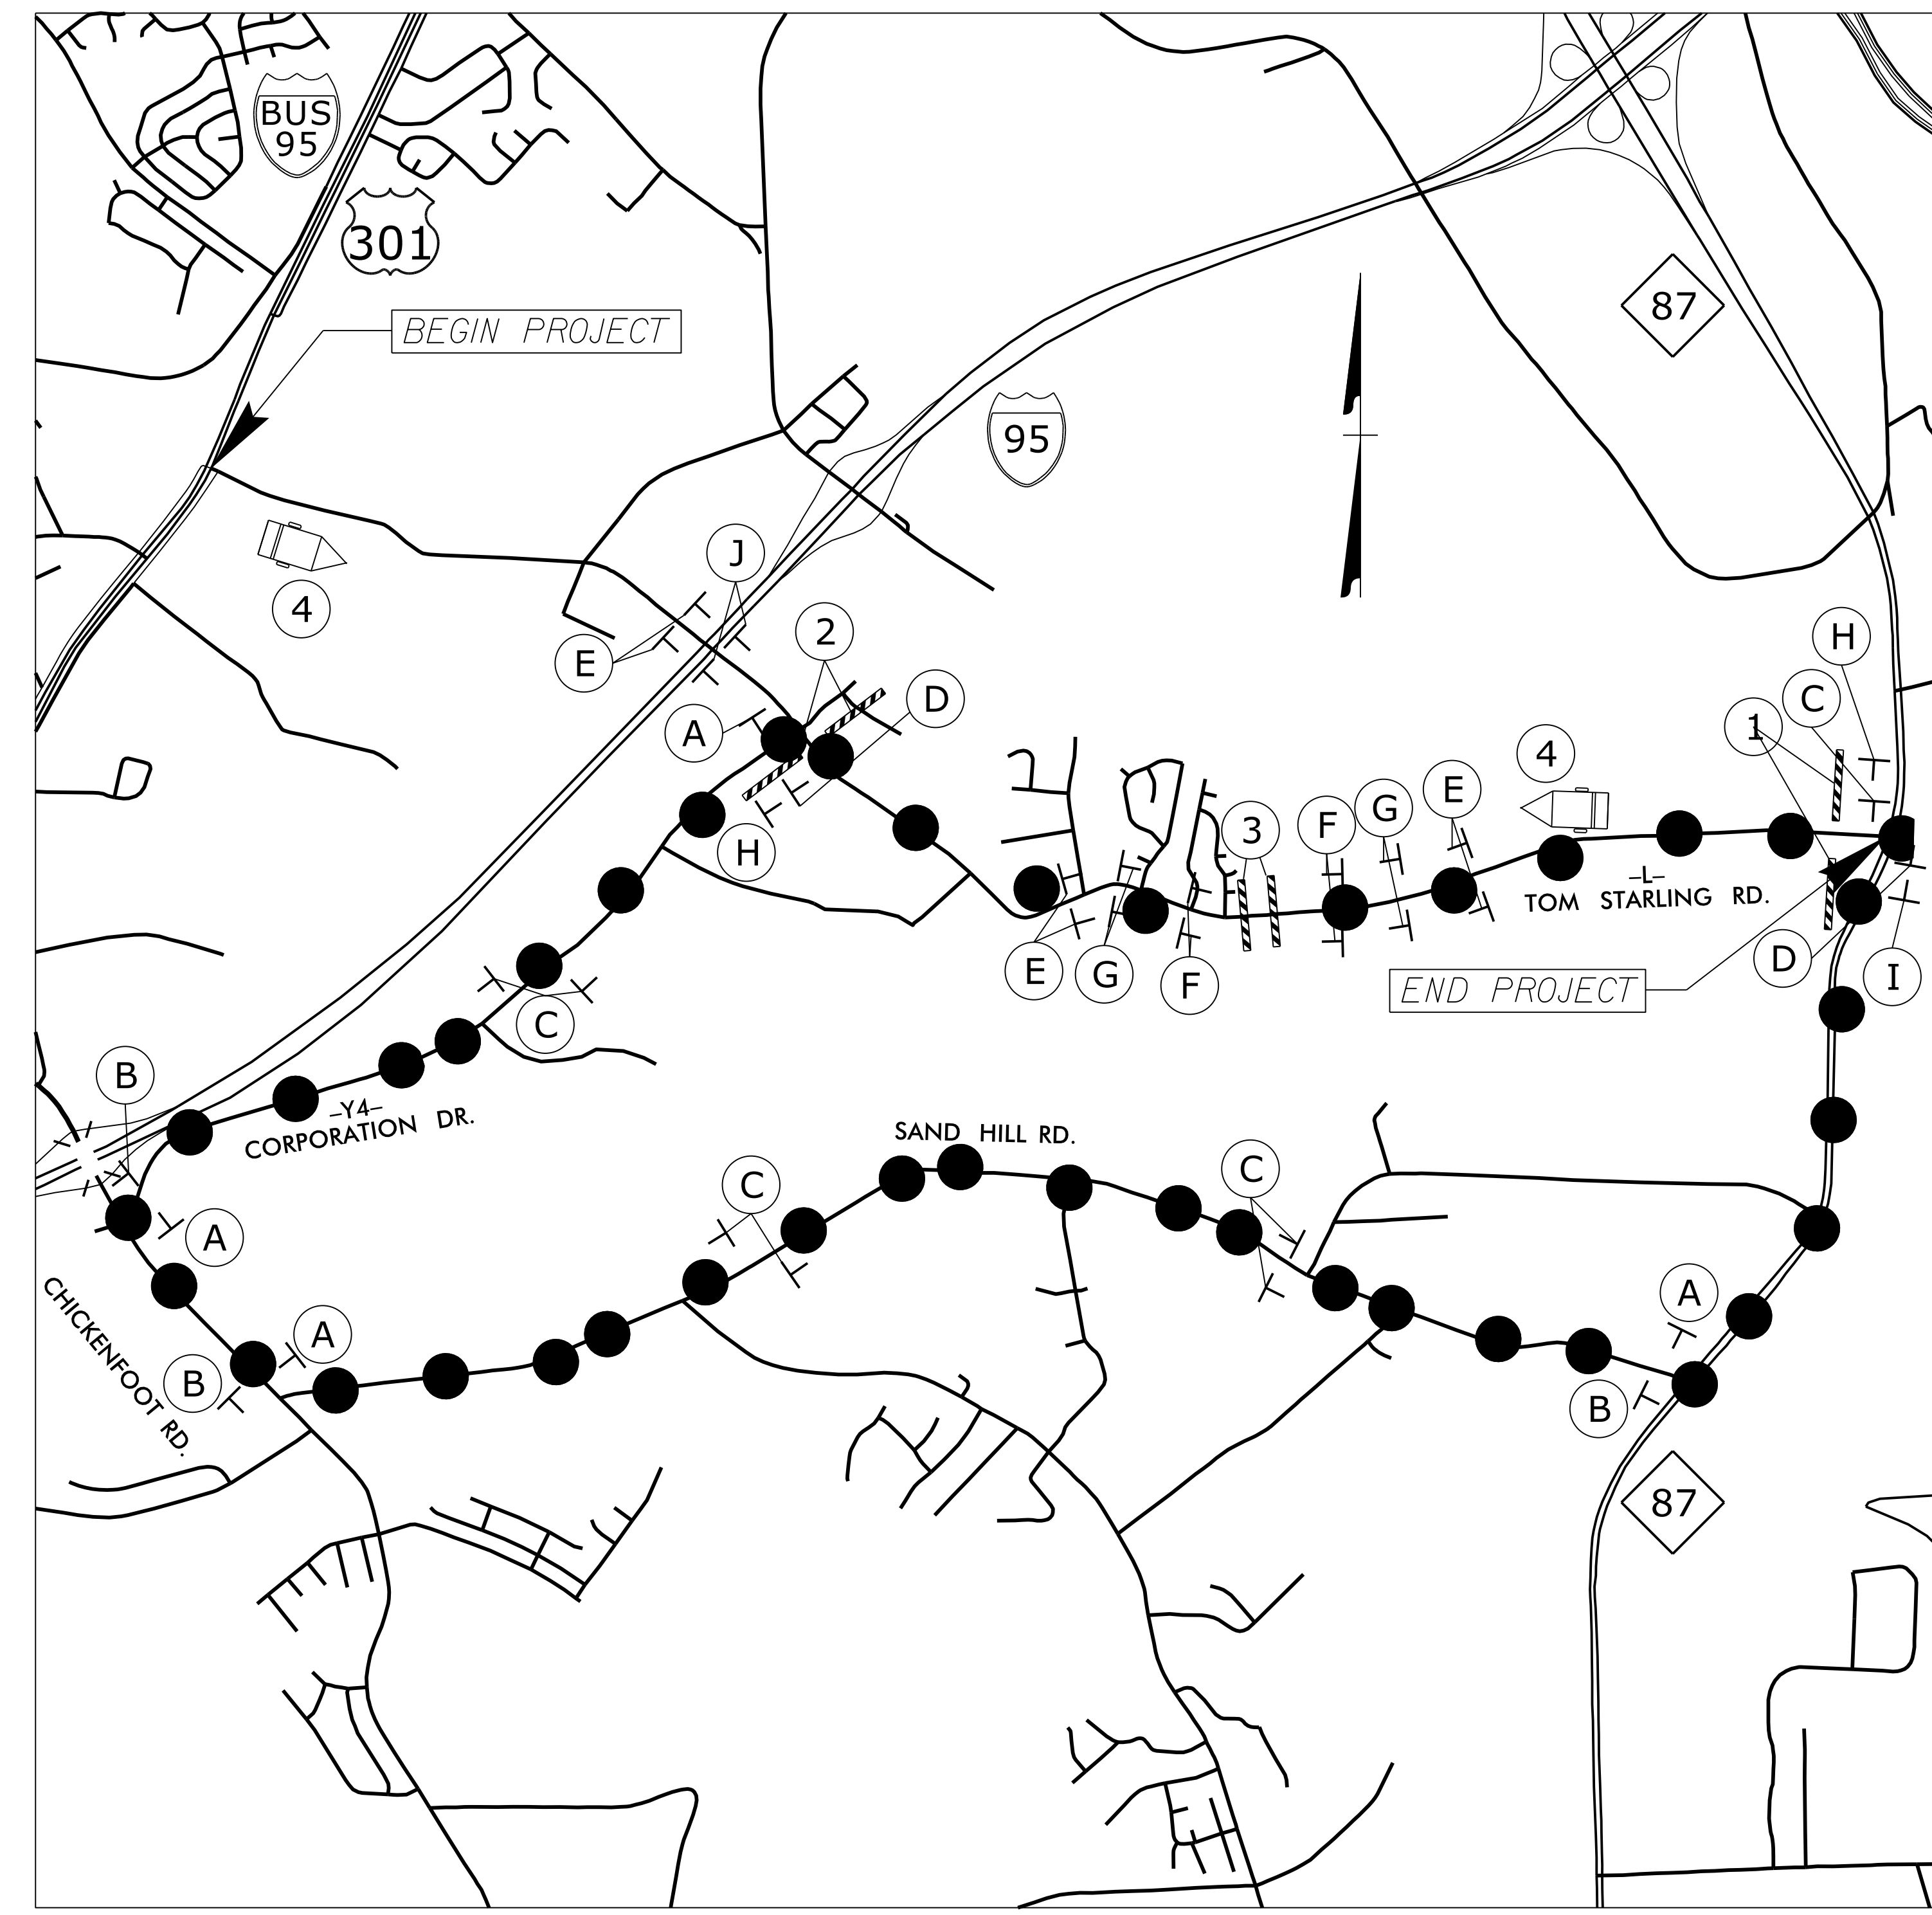 BUS
95
301
87
BEGIN PROJECT
95
J
4
2
H
E
D
C
A
1
4
E
G
F
3
H
–L–
TOM STARLING RD.
D
I
E
G
F
END PROJECT
C
B
–Y4–
CORPORATION DR.
SAND HILL RD.
C
C
A
A
CHICKENFOOT RD.
A
B
B
87